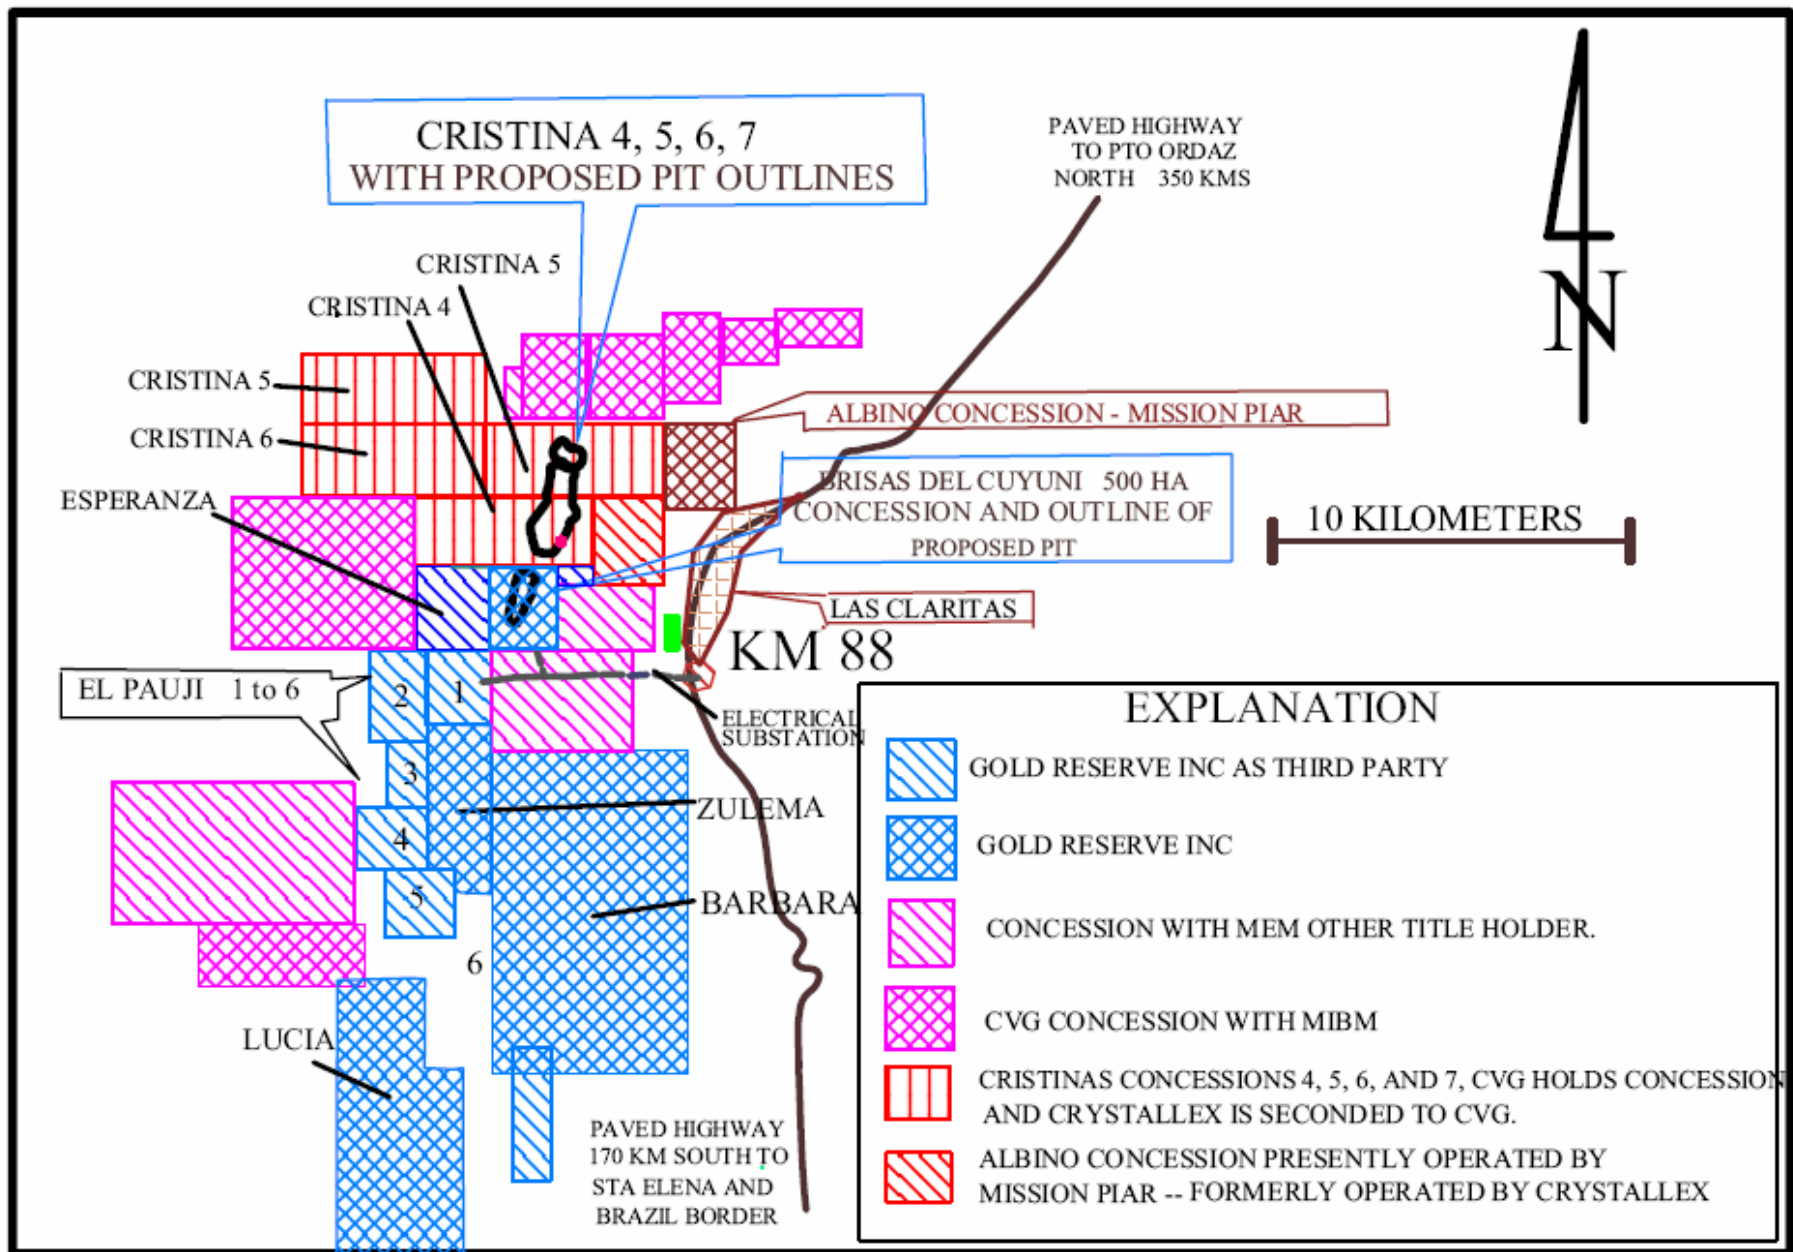 CRISTINA 4, 5, 6, 7
WITH PROPOSED PIT OUTLINES
PAVED HIGHWAY
TO PTO ORDAZ
NORTH 350 KMS
N
CRISTINA 5
CRISTINA 4
CRISTINA 5
CRISTINA 6
ESPERANZA
ALBINO CONCESSION - MISSION PIAR
BRISAS DEL CUYUNI 500 HA
CONCESSION AND OUTLINE OF
PROPOSED PIT
10 KILOMETERS
LAS CLARITAS
KM 88
EL PAUJI 1 to 6
2
1
3
4
5
6
ELECTRICAL
SUBSTATION
ZULEMA
BARBARA
LUCIA
PAVED HIGHWAY
170 KM SOUTH TO
STA ELENA AND
BRAZIL BORDER
EXPLANATION
GOLD RESERVE INC AS THIRD PARTY
GOLD RESERVE INC
CONCESSION WITH MEM OTHER TITLE HOLDER.
CVG CONCESSION WITH MIBM
CRISTINAS CONCESSIONS 4, 5, 6, AND 7, CVG HOLDS CONCESSION
AND CRYSTALLEX IS SECONDED TO CVG.
ALBINO CONCESSION PRESENTLY OPERATED BY
MISSION PIAR -- FORMERLY OPERATED BY CRYSTALLEX